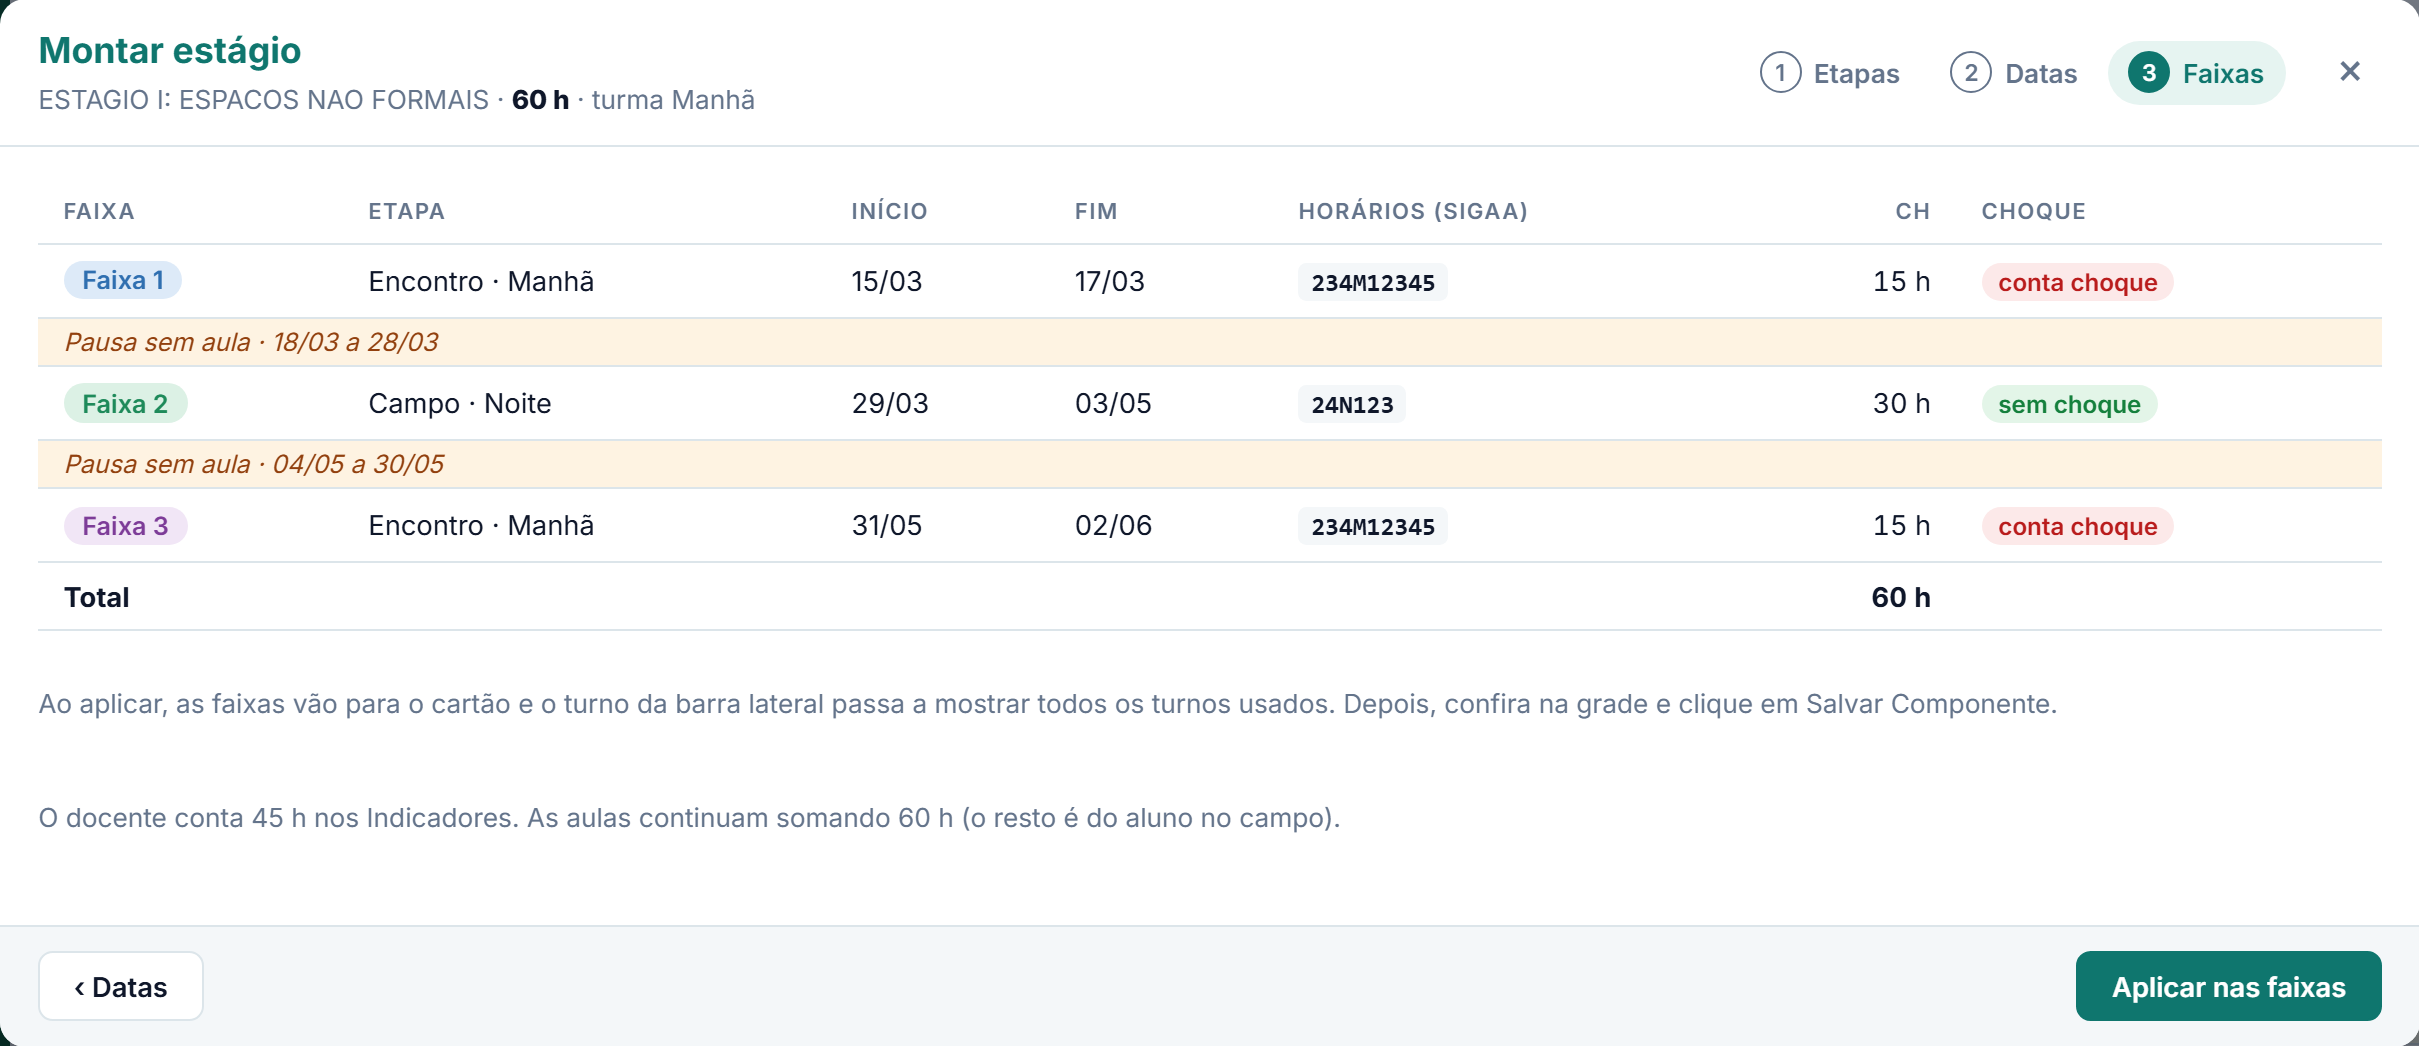 Montar estágio
ESTAGIO I: ESPACOS NAO FORMAIS · 60 h · turma Manhã
1 Etapas 2 Datas 3 Faixas ✕
FAIXA ETAPA INÍCIO FIM HORÁRIOS (SIGAA) CH CHOQUE
Faixa 1 Encontro · Manhã 15/03 17/03 234M12345 15 h conta choque
Pausa sem aula · 18/03 a 28/03
Faixa 2 Campo · Noite 29/03 03/05 24N123 30 h sem choque
Pausa sem aula · 04/05 a 30/05
Faixa 3 Encontro · Manhã 31/05 02/06 234M12345 15 h conta choque
Total 60 h
Ao aplicar, as faixas vão para o cartão e o turno da barra lateral passa a mostrar todos os turnos usados. Depois, confira na grade e clique em Salvar Componente.
O docente conta 45 h nos Indicadores. As aulas continuam somando 60 h (o resto é do aluno no campo).
‹ Datas Aplicar nas faixas